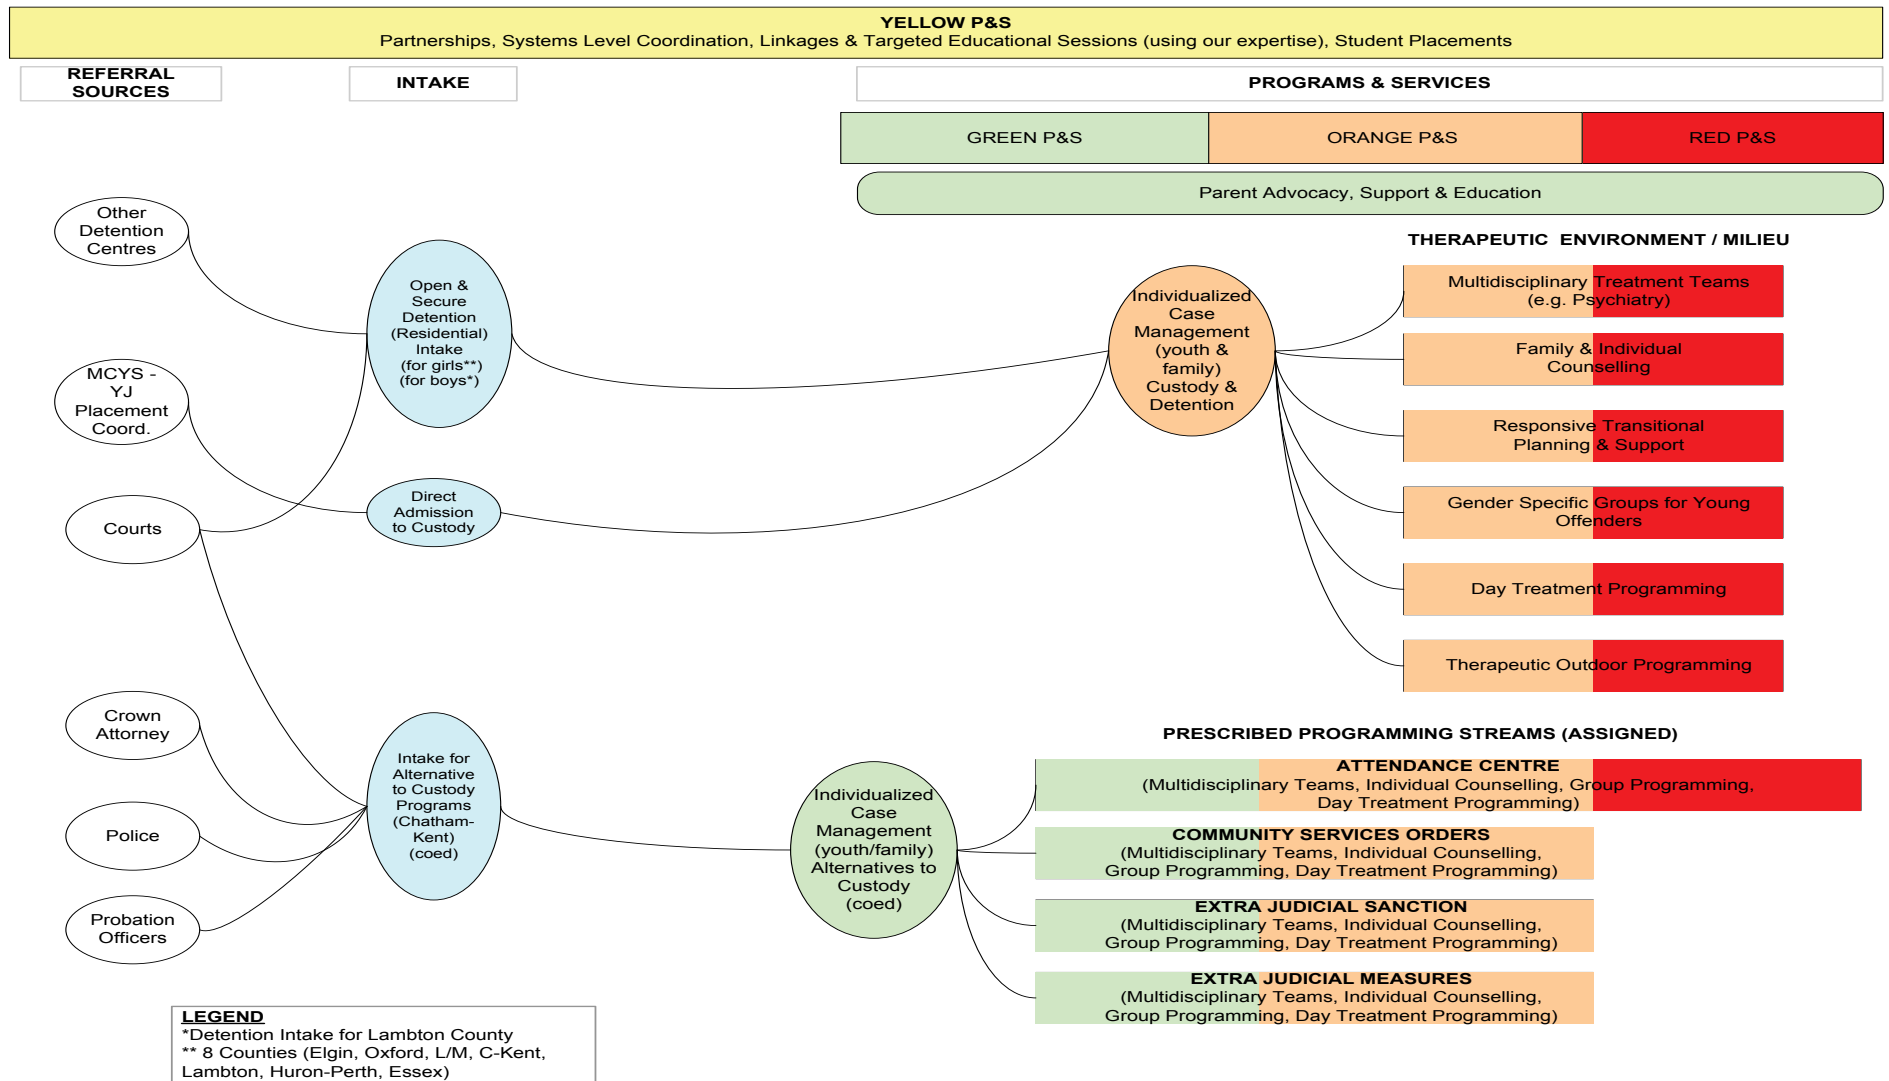 YELLOW P&S
Partnerships, Systems Level Coordination, Linkages & Targeted Educational Sessions (using our expertise), Student Placements
REFERRAL
SOURCES
INTAKE
PROGRAMS & SERVICES
GREEN P&S
ORANGE P&S
RED P&S
Parent Advocacy, Support & Education
Other
Detention
Centres
MCYS -
YJ
Placement
Coord.
Courts
Crown
Attorney
Police
Probation
Officers
Open &
Secure
Detention
(Residential)
Intake
(for girls**)
(for boys*)
Direct
Admission
to Custody
Intake for
Alternative
to Custody
Programs
(Chatham-
Kent)
(coed)
Individualized
Case
Management
(youth &
family)
Custody &
Detention
Individualized
Case
Management
(youth/family)
Alternatives to
Custody
(coed)
THERAPEUTIC ENVIRONMENT / MILIEU
Multidisciplinary Treatment Teams
(e.g. Psychiatry)
Family & Individual
Counselling
Responsive Transitional
Planning & Support
Gender Specific Groups for Young
Offenders
Day Treatment Programming
Therapeutic Outdoor Programming
PRESCRIBED PROGRAMMING STREAMS (ASSIGNED)
ATTENDANCE CENTRE
(Multidisciplinary Teams, Individual Counselling, Group Programming,
Day Treatment Programming)
COMMUNITY SERVICES ORDERS
(Multidisciplinary Teams, Individual Counselling,
Group Programming, Day Treatment Programming)
EXTRA JUDICIAL SANCTION
(Multidisciplinary Teams, Individual Counselling,
Group Programming, Day Treatment Programming)
EXTRA JUDICIAL MEASURES
(Multidisciplinary Teams, Individual Counselling,
Group Programming, Day Treatment Programming)
LEGEND
*Detention Intake for Lambton County
** 8 Counties (Elgin, Oxford, L/M, C-Kent,
Lambton, Huron-Perth, Essex)